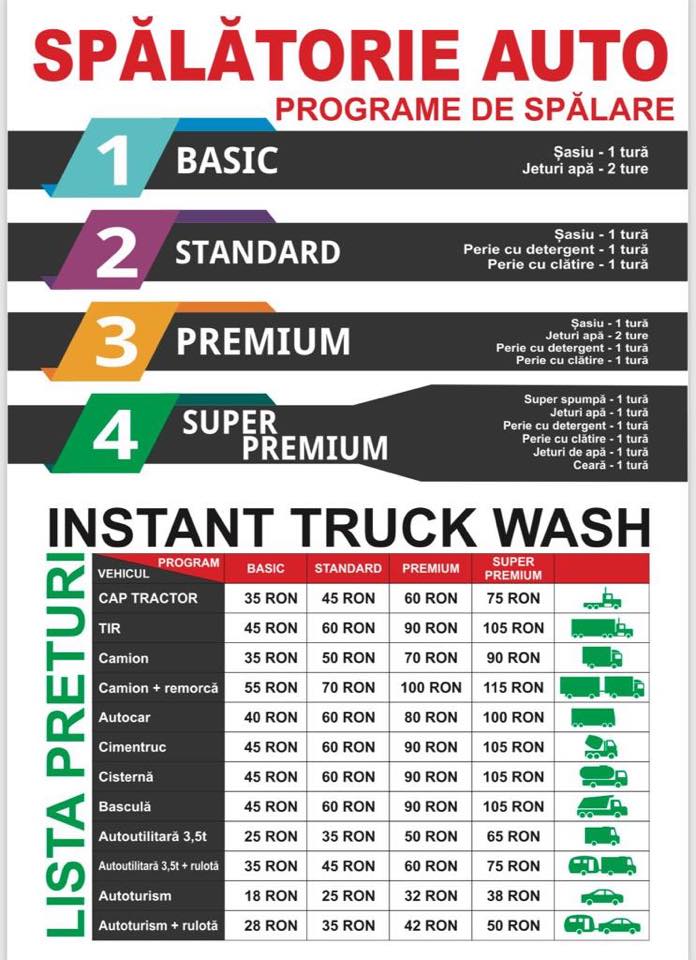 SPĂLĂTORIE AUTO
PROGRAME DE SPĂLARE
1 BASIC
Șasiu - 1 tură
Jeturi apă - 2 ture
2 STANDARD
Șasiu - 1 tură
Perie cu detergent - 1 tură
Perie cu clătire - 1 tură
3 PREMIUM
Șasiu - 1 tură
Jeturi apă - 2 ture
Perie cu detergent - 1 tură
Perie cu clătire - 1 tură
4 SUPER
PREMIUM
Super spumpă - 1 tură
Jeturi apă - 1 tură
Perie cu detergent - 1 tură
Perie cu clătire - 1 tură
Jeturi de apă - 1 tură
Ceară - 1 tură
INSTANT TRUCK WASH
LISTA PRETURI
PROGRAM
VEHICUL
BASIC STANDARD PREMIUM SUPER PREMIUM
CAP TRACTOR 35 RON 45 RON 60 RON 75 RON
TIR 45 RON 60 RON 90 RON 105 RON
Camion 35 RON 50 RON 70 RON 90 RON
Camion + remorcă 55 RON 70 RON 100 RON 115 RON
Autocar 40 RON 60 RON 80 RON 100 RON
Cimentruc 45 RON 60 RON 90 RON 105 RON
Cisternă 45 RON 60 RON 90 RON 105 RON
Basculă 45 RON 60 RON 90 RON 105 RON
Autoutilitară 3,5t 25 RON 35 RON 50 RON 65 RON
Autoutilitară 3,5t + rulotă 35 RON 45 RON 60 RON 75 RON
Autoturism 18 RON 25 RON 32 RON 38 RON
Autoturism + rulotă 28 RON 35 RON 42 RON 50 RON